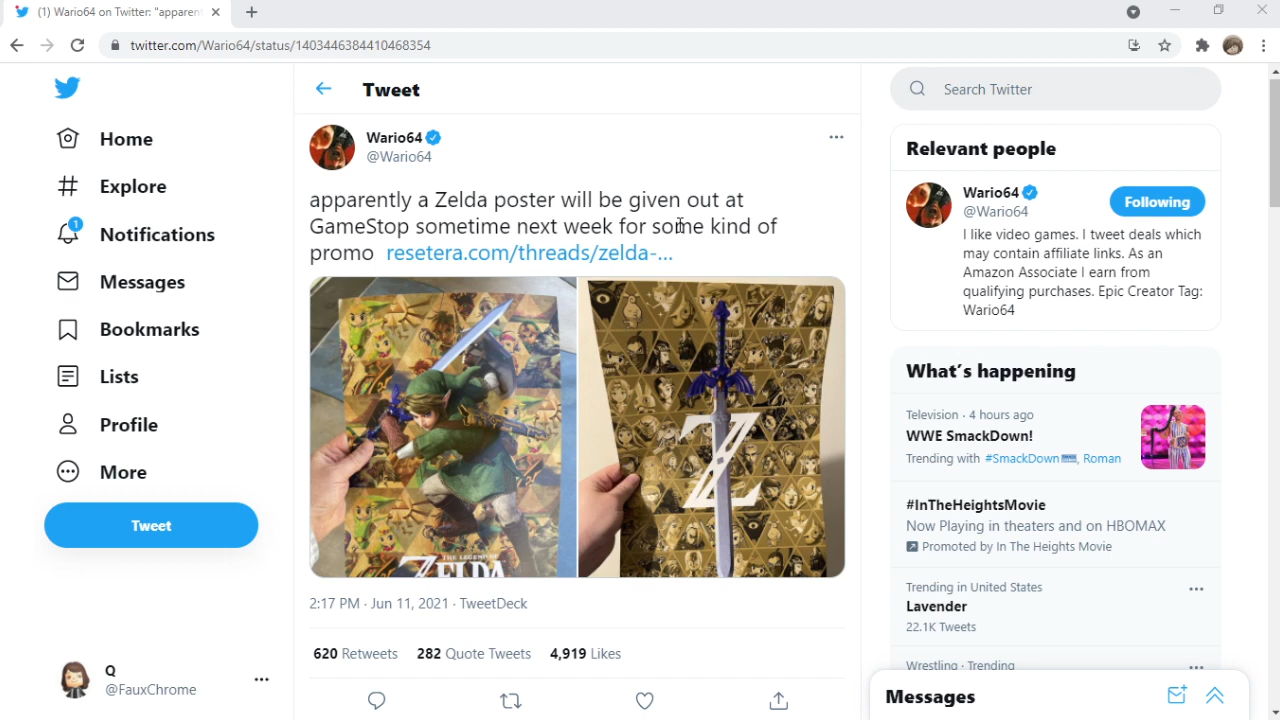 (1) Wario64 on Twitter: "apparen
twitter.com/Wario64/status/1403446384410468354
Home
Explore
1
Notifications
Messages
Bookmarks
Lists
Profile
More
Tweet
Q
@FauxChrome
Tweet
Wario64
@Wario64
apparently a Zelda poster will be given out at
GameStop sometime next week for some kind of
promo resetera.com/threads/zelda-...
THE LEGEND OF
ZELDA
Z
2:17 PM · Jun 11, 2021 · TweetDeck
620 Retweets 282 Quote Tweets 4,919 Likes
Search Twitter
Relevant people
Wario64
@Wario64
Following
I like video games. I tweet deals which
may contain affiliate links. As an
Amazon Associate I earn from
qualifying purchases. Epic Creator Tag:
Wario64
What's happening
Television · 4 hours ago
WWE SmackDown!
Trending with #SmackDown, Roman
#InTheHeightsMovie
Now Playing in theaters and on HBOMAX
Promoted by In The Heights Movie
Trending in United States
Lavender
22.1K Tweets
Wrestling · Trending
Messages